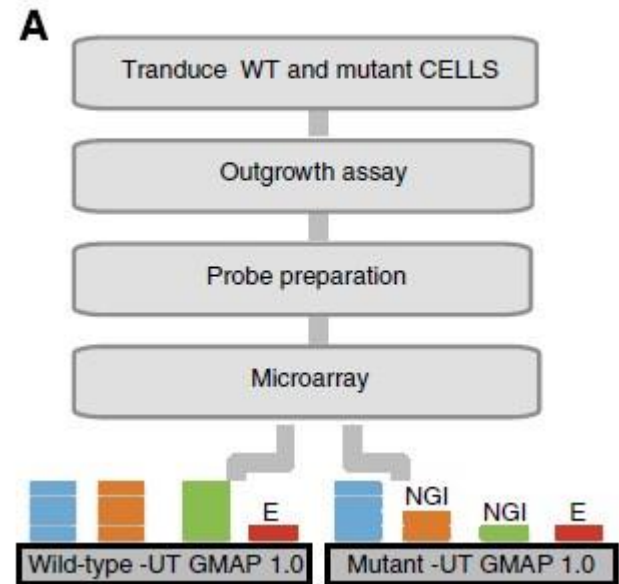 A
Tranduce WT and mutant CELLS
Outgrowth assay
Probe preparation
Microarray
E
NGI
NGI
E
Wild-type -UT GMAP 1.0
Mutant -UT GMAP 1.0